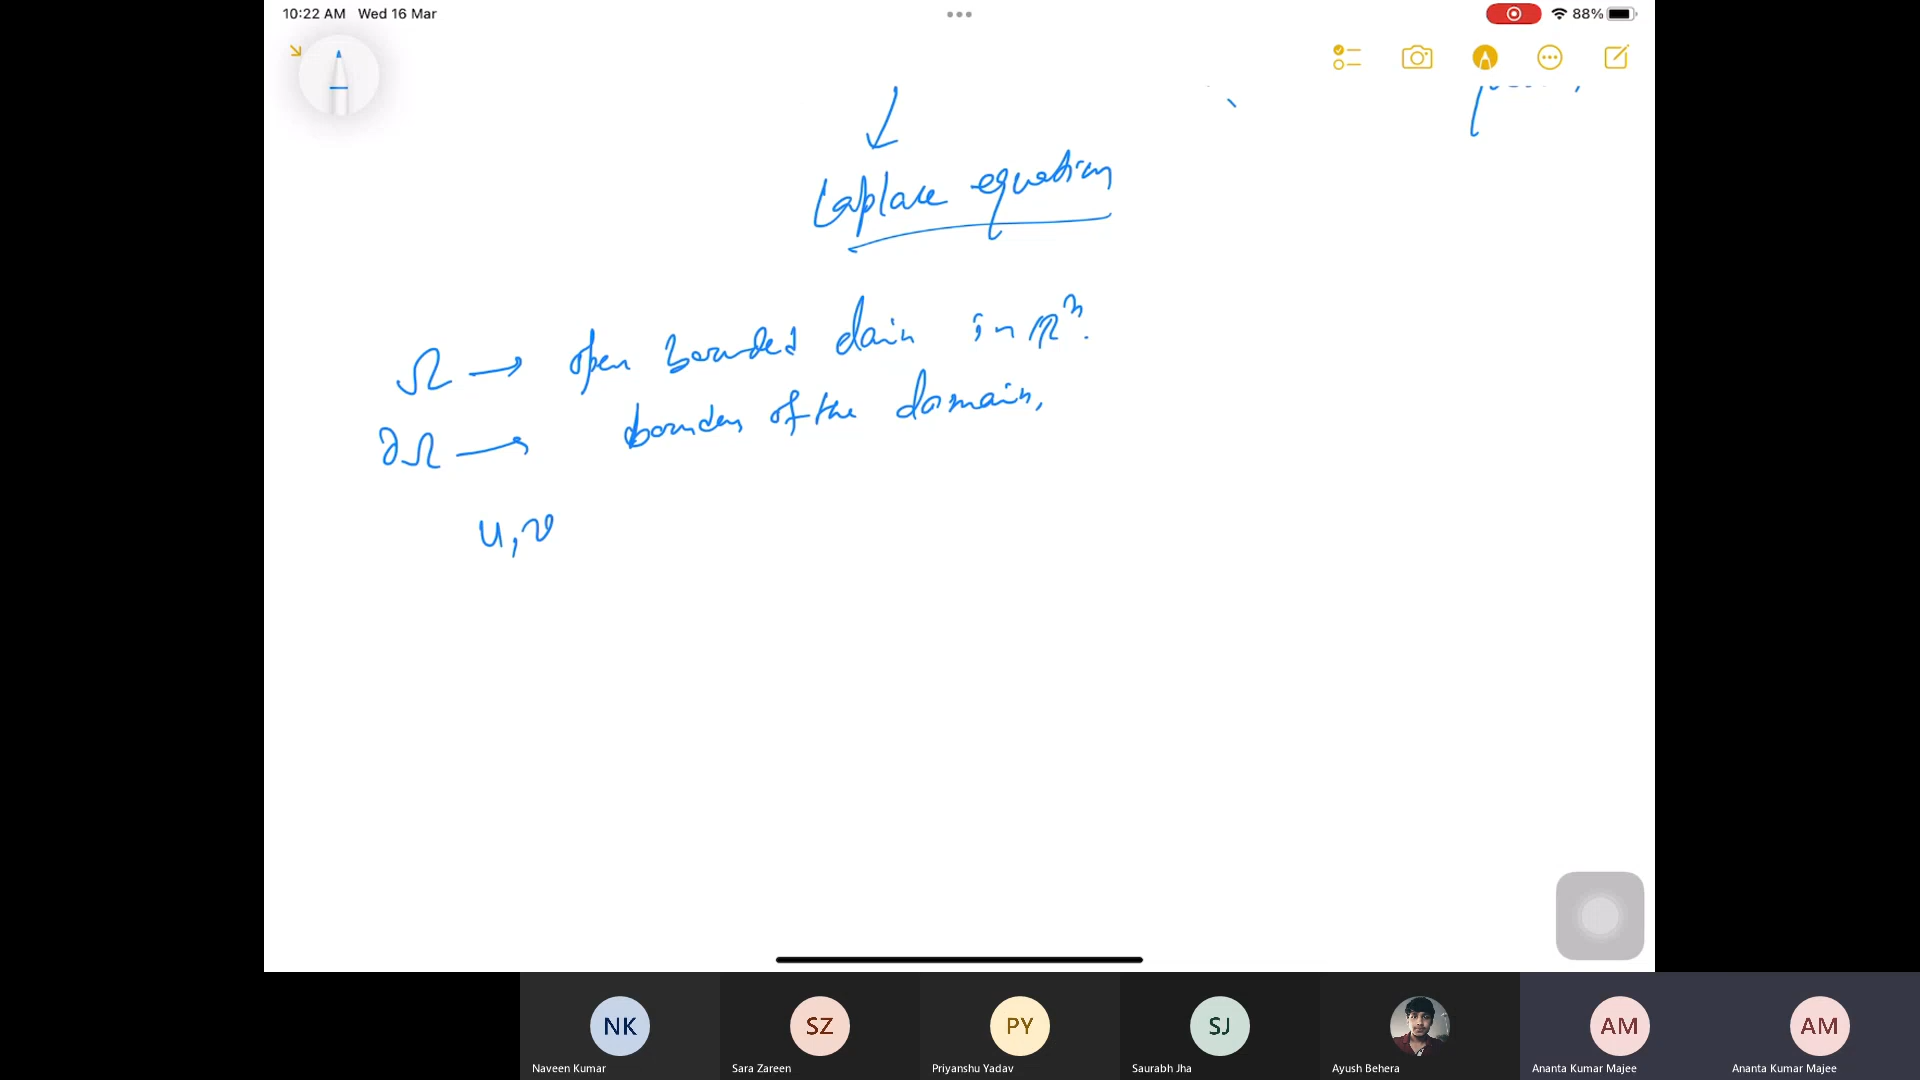 10:22 AM Wed 16 Mar
88%
Laplace equation
Ω → open bounded dain in ℝⁿ.
∂Ω → boundary of the domain,
u, v
NK
SZ
PY
SJ
AM
AM
Naveen Kumar
Sara Zareen
Priyanshu Yadav
Saurabh Jha
Ayush Behera
Ananta Kumar Majee
Ananta Kumar Majee